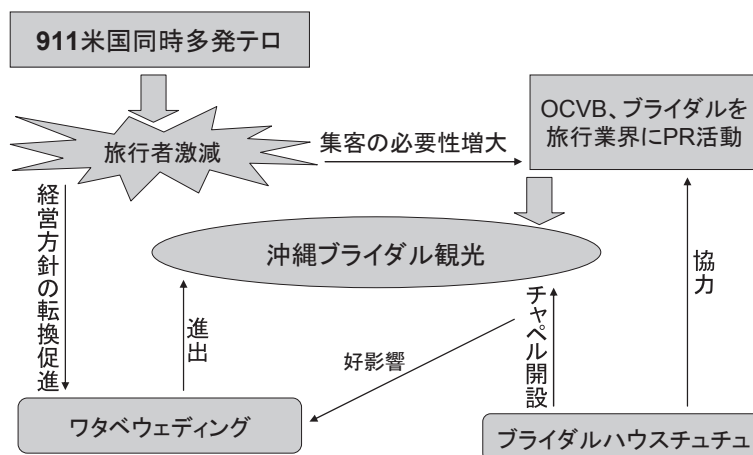 911米国同時多発テロ
旅行者激減
集客の必要性増大
OCVB、ブライダルを
旅行業界にPR活動
経営方針の転換促進
沖縄ブライダル観光
進出
好影響
チャペル開設
協力
ワタベウェディング
ブライダルハウスチュチュ